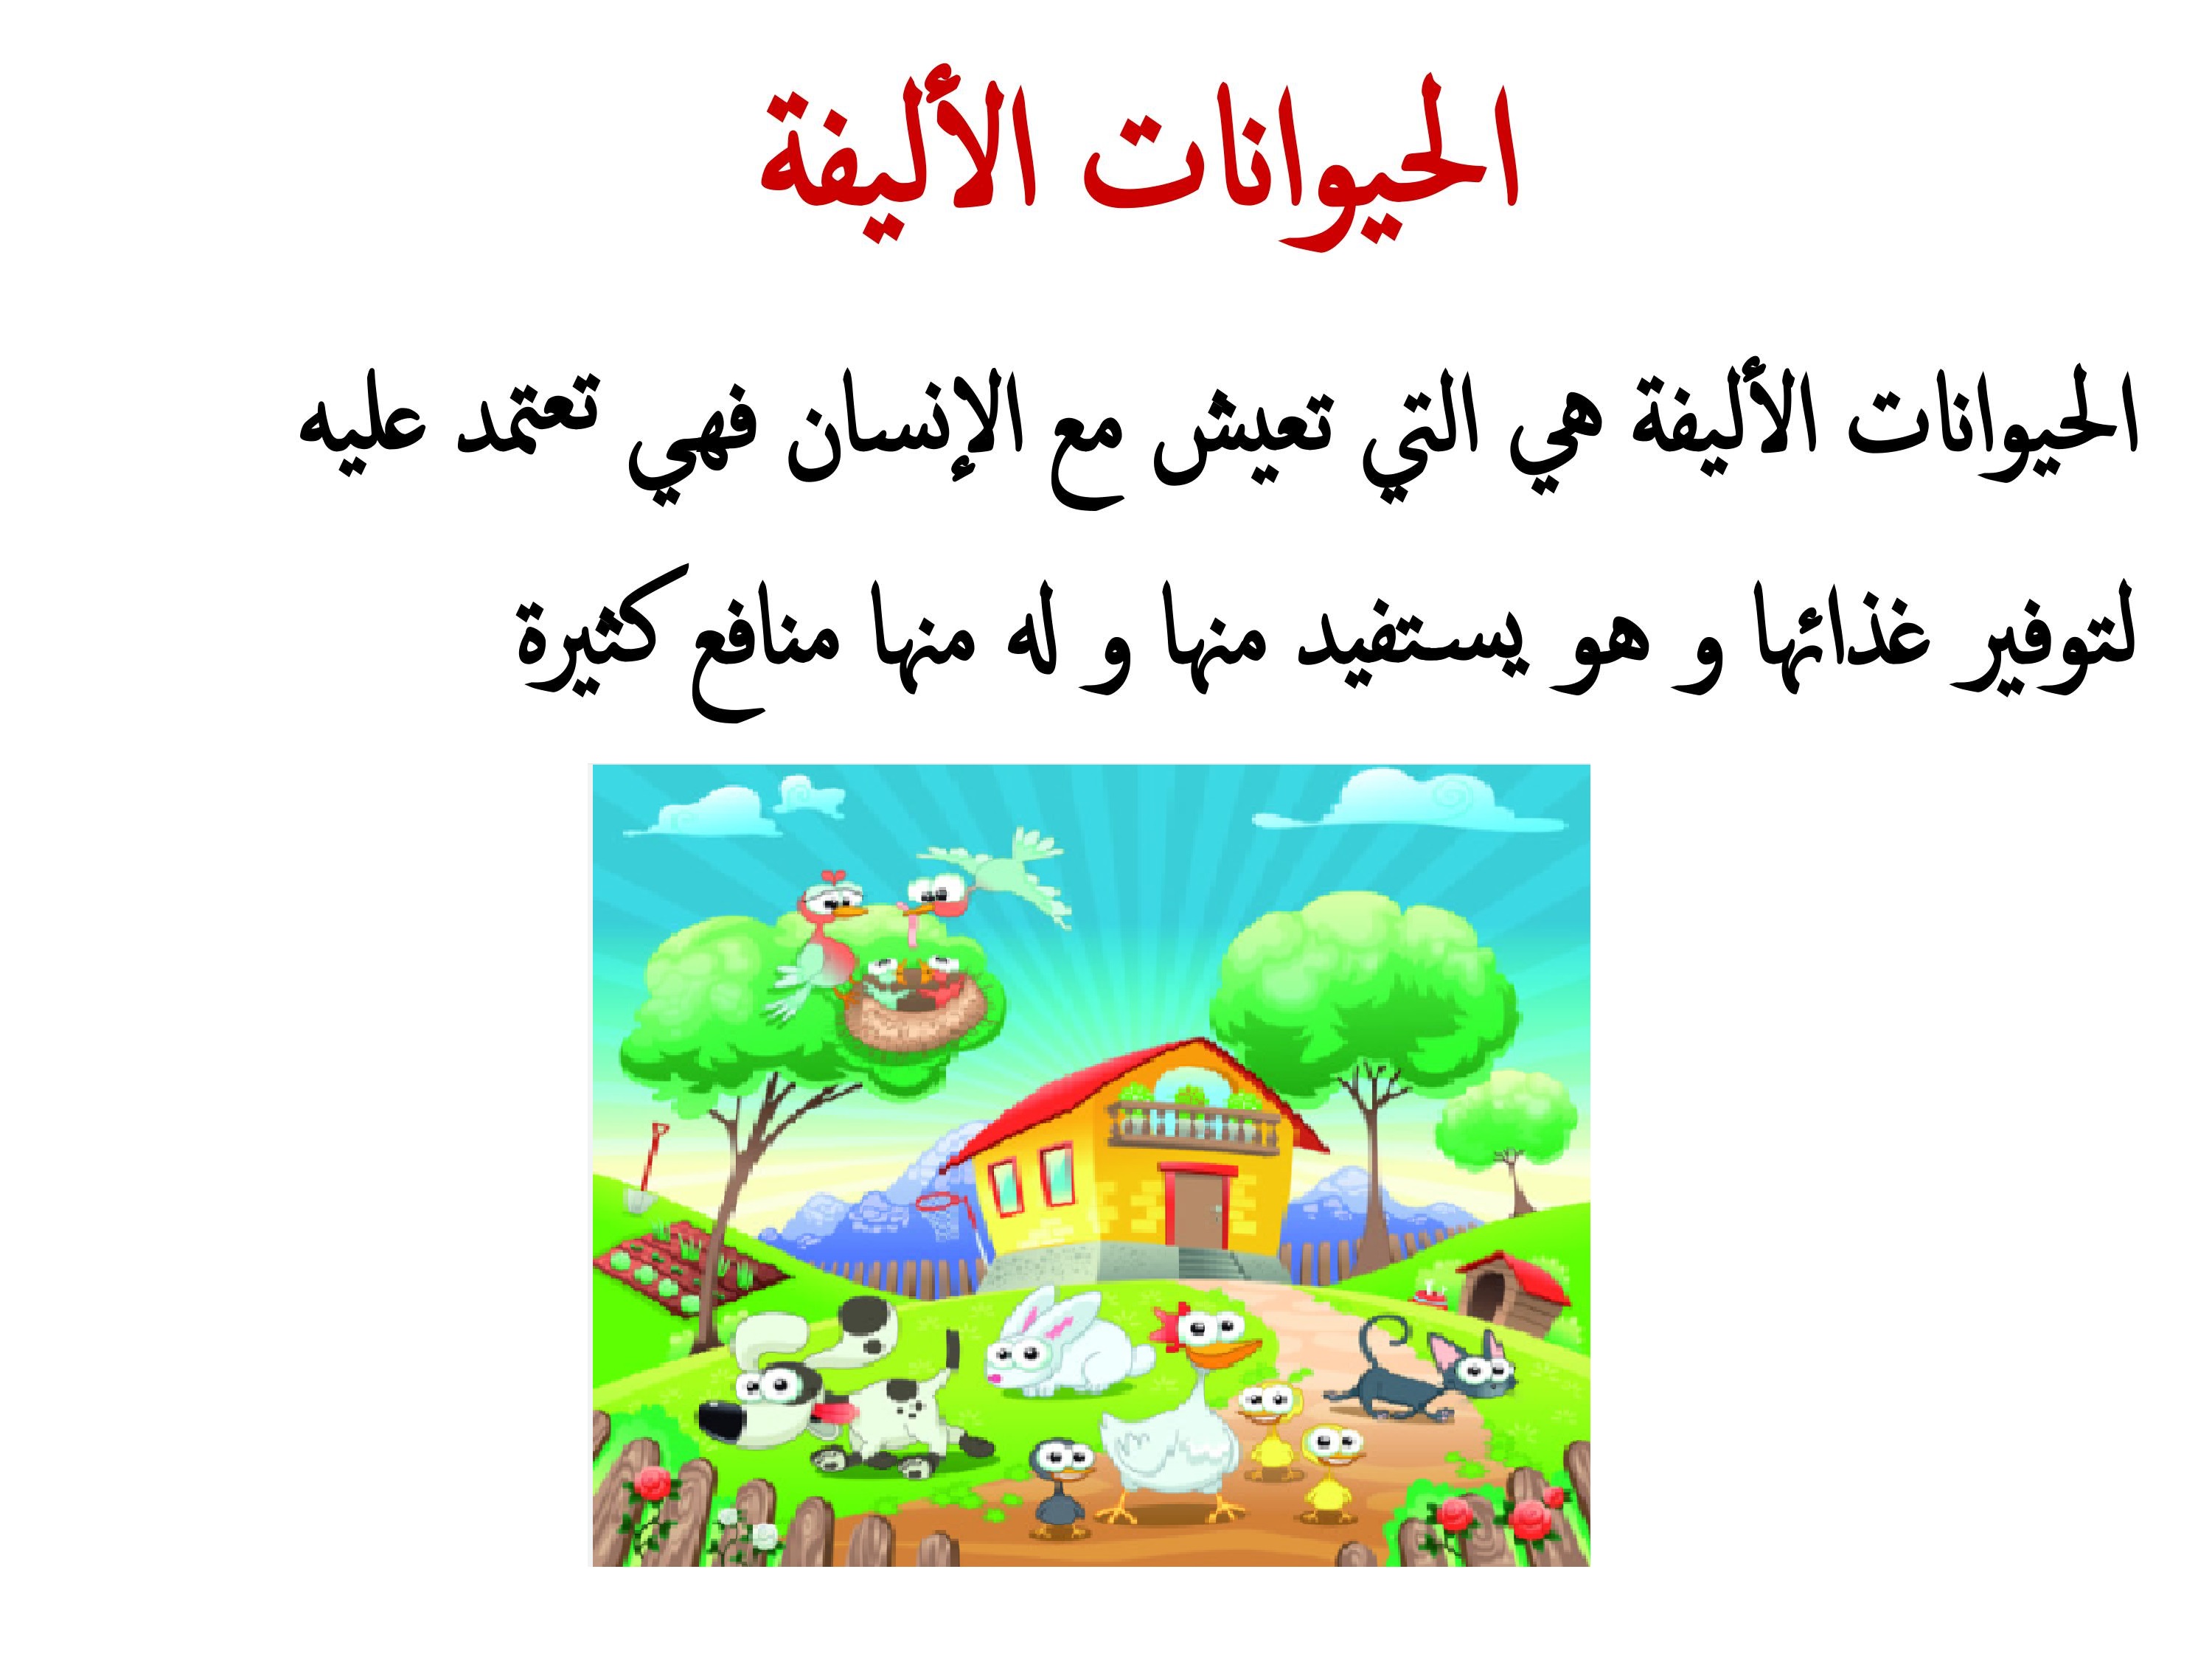 الحيوانات الأليفة
الحيوانات الأليفة هي التي تعيش مع الإنسان فهي تعتمد عليه
لتوفير غذائها و هو يستفيد منها و له منها منافع كثيرة